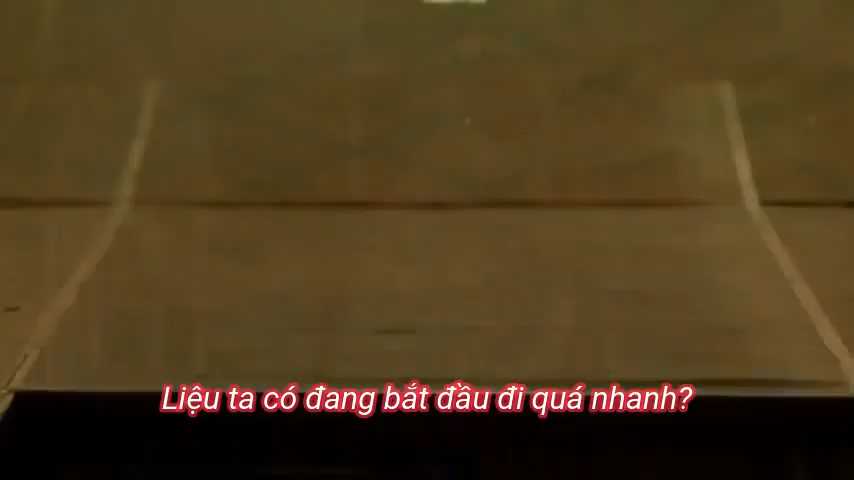 Liệu ta có đang bắt đầu đi quá nhanh?